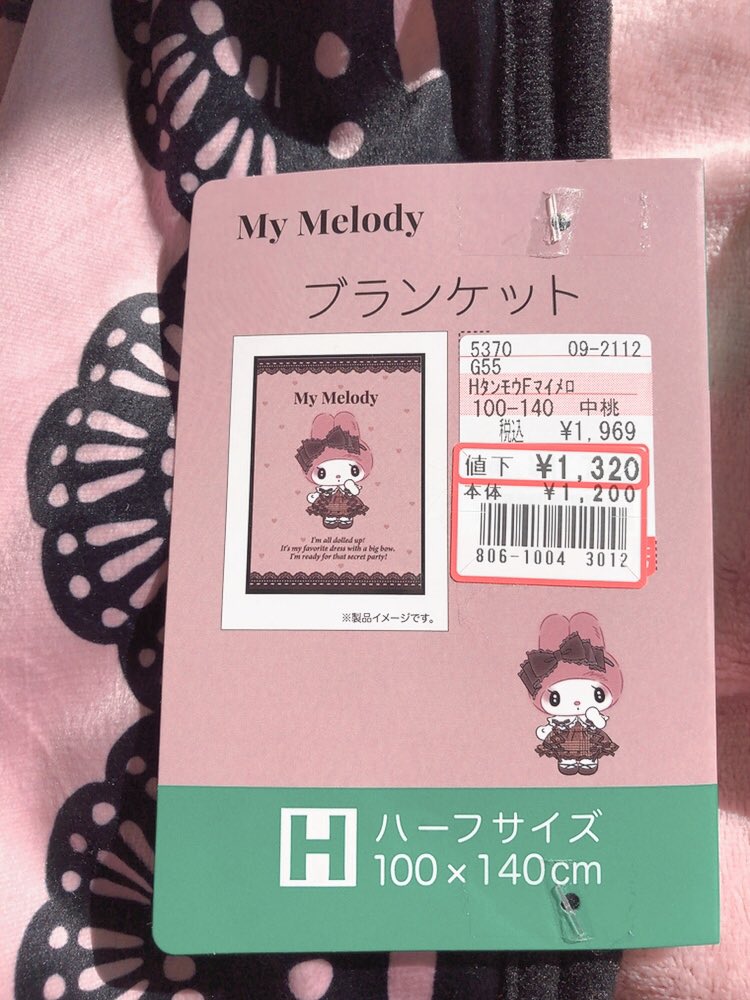 My Melody
ブランケット
My Melody
I'm all dolled up!
It's my favorite dress with a big bow.
I'm ready for that secret party!
※製品イメージです。
5370 09-2112
G55
HタンモウFマイメロ
100-140 中桃
税込 ¥1,969
値下 ¥1,320
本体 ¥1,200
806-1004 3012
H ハーフサイズ
100×140cm